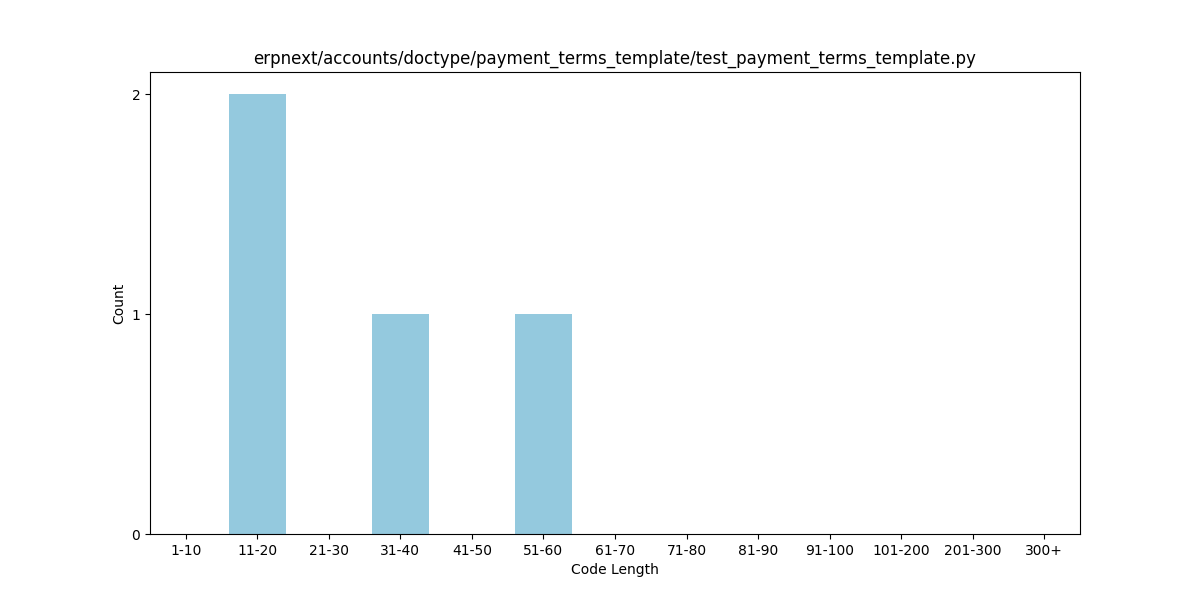 erpnext/accounts/doctype/payment_terms_template/test_payment_terms_template.py
2
1
0
Count
1-10 11-20 21-30 31-40 41-50 51-60 61-70 71-80 81-90 91-100 101-200 201-300 300+
Code Length